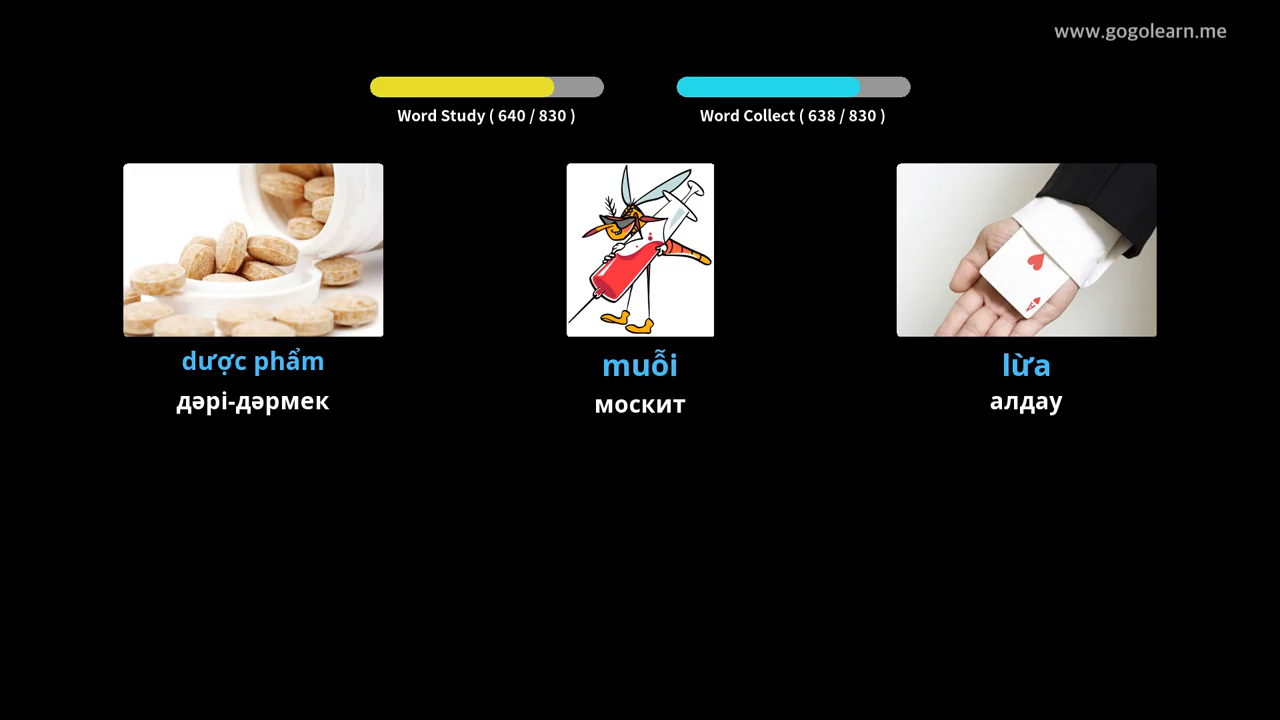 www.gogolearn.me
Word Study ( 640 / 830 )
Word Collect ( 638 / 830 )
dược phẩm
muỗi
lừa
дәрі-дәрмек
москит
алдау